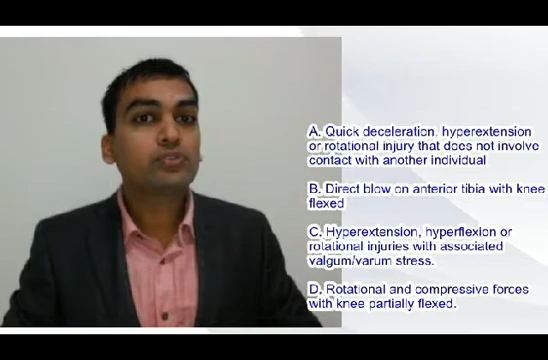 A. Quick deceleration, hyperextension
or rotational injury that does not involve
contact with another individual
B. Direct blow on anterior tibia with knee
flexed
C. Hyperextension, hyperflexion or
rotational injuries with associated
valgum/varum stress.
D. Rotational and compressive forces
with knee partially flexed.